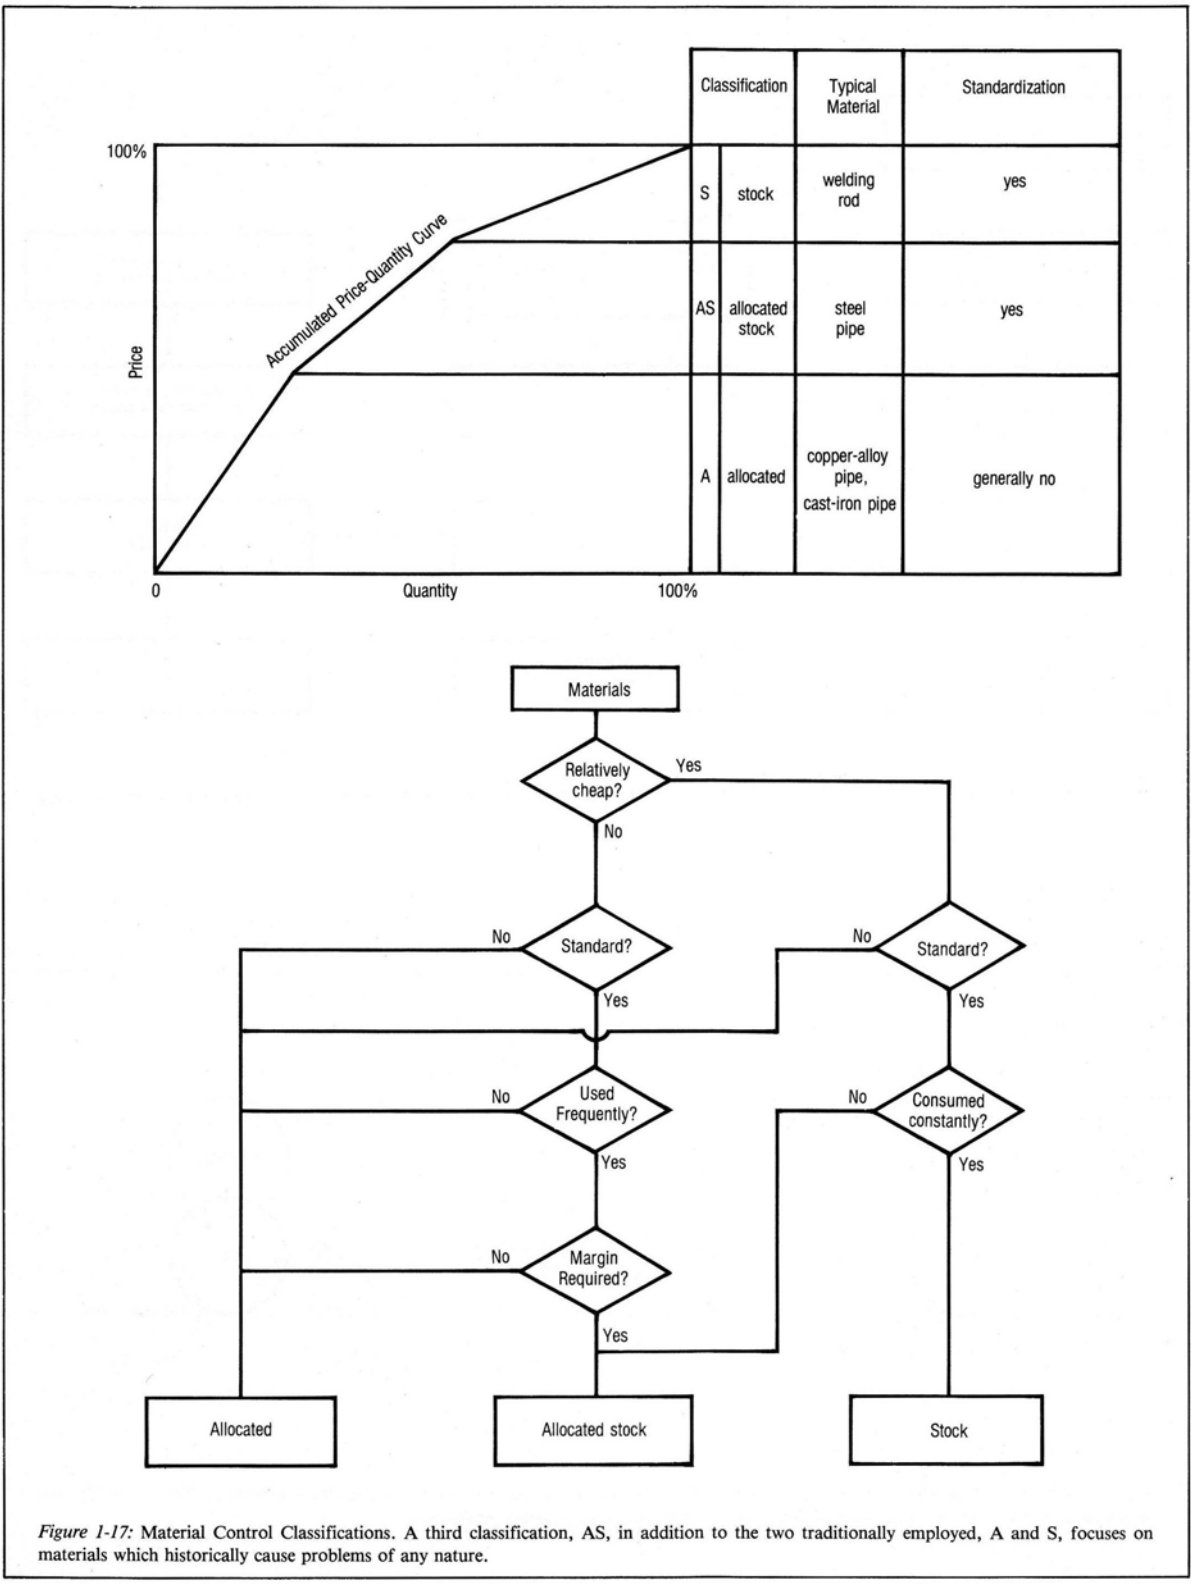 Classification
Typical
Material
Standardization
100%
S
stock
welding
rod
yes
Accumulated Price-Quantity Curve
AS
allocated
stock
steel
pipe
yes
Price
A
allocated
copper-alloy
pipe,
cast-iron pipe
generally no
0
Quantity
100%
Materials
Relatively
cheap?
Yes
No
No
Standard?
Yes
No
Standard?
Yes
No
Used
Frequently?
Yes
No
Consumed
constantly?
Yes
No
Margin
Required?
Yes
Allocated
Allocated stock
Stock
Figure 1-17: Material Control Classifications. A third classification, AS, in addition to the two traditionally employed, A and S, focuses on
materials which historically cause problems of any nature.